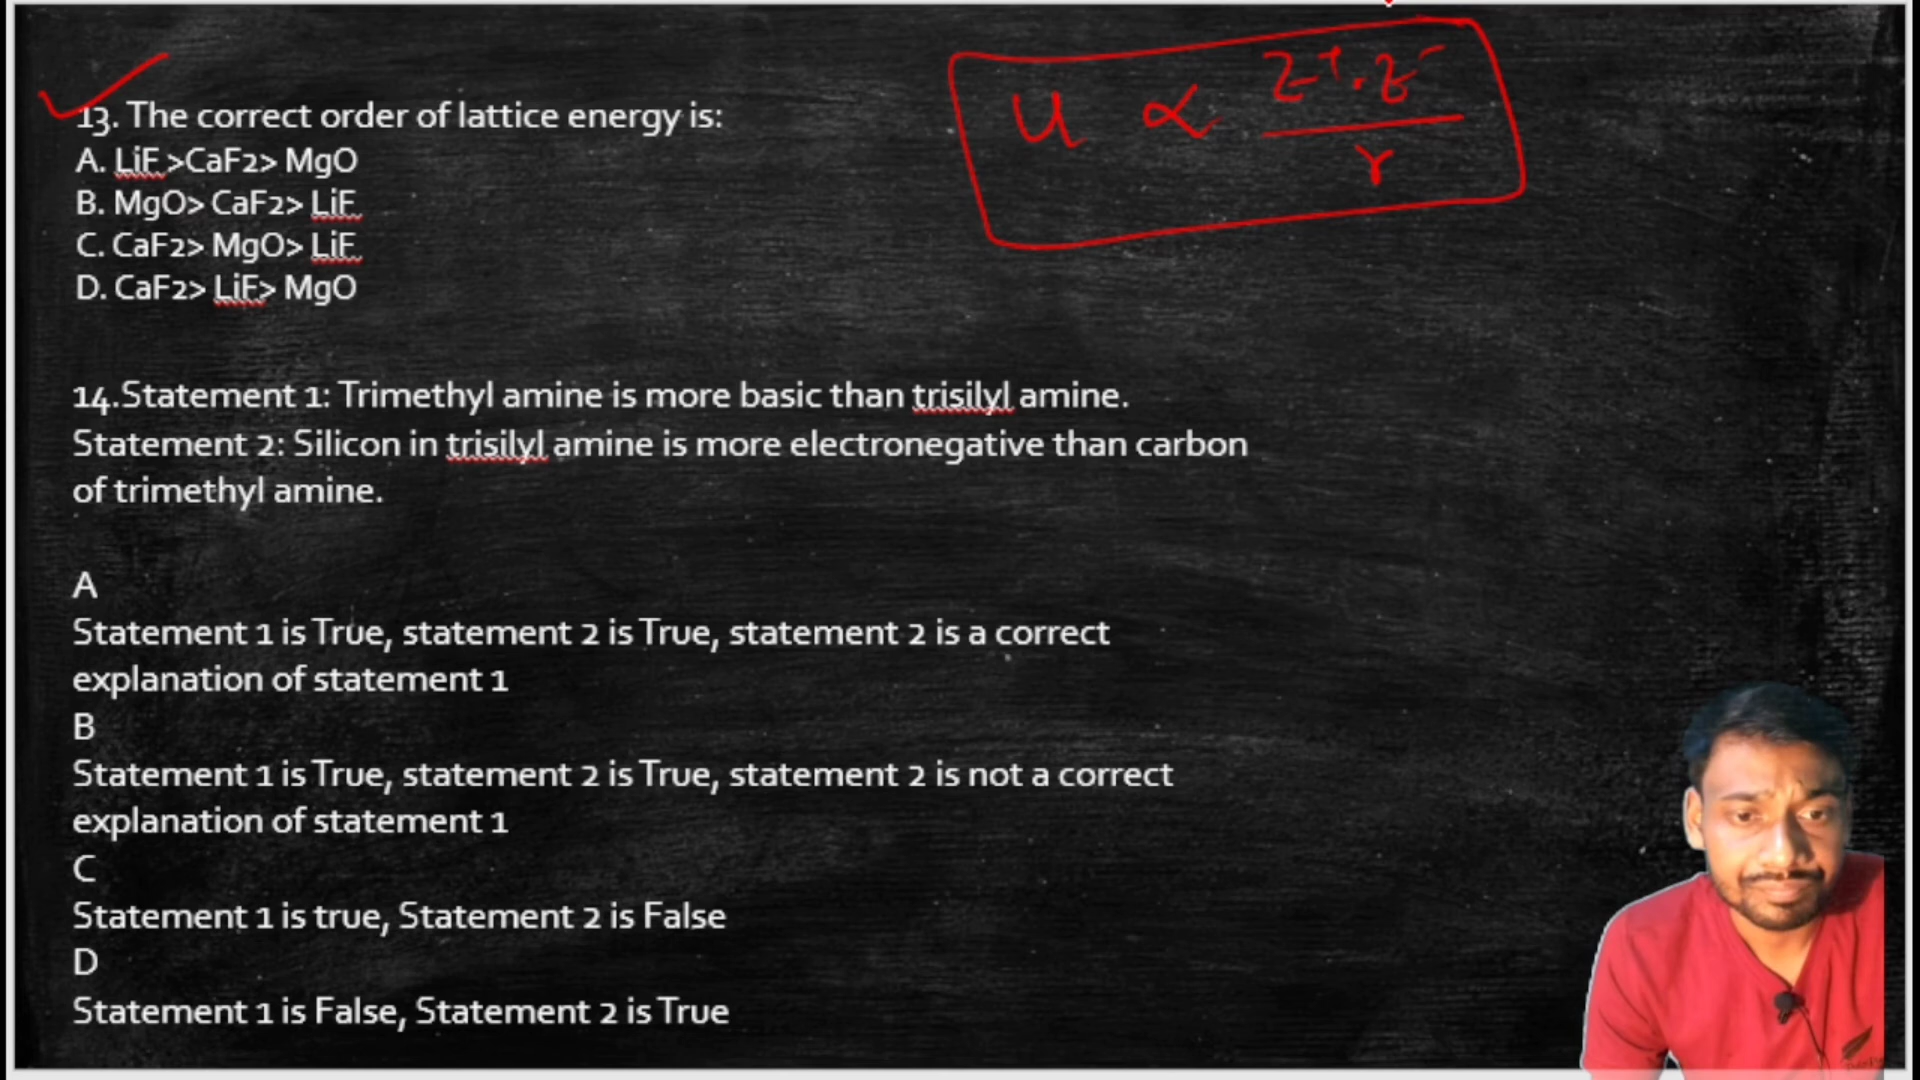 13. The correct order of lattice energy is:
A. LiF >CaF2> MgO
B. MgO> CaF2> LiF
C. CaF2> MgO> LiF
D. CaF2> LiF> MgO
U ∝ Z⁺.Z⁻
r
14.Statement 1: Trimethyl amine is more basic than trisilyl amine.
Statement 2: Silicon in trisilyl amine is more electronegative than carbon
of trimethyl amine.
A
Statement 1 is True, statement 2 is True, statement 2 is a correct
explanation of statement 1
B
Statement 1 is True, statement 2 is True, statement 2 is not a correct
explanation of statement 1
C
Statement 1 is true, Statement 2 is False
D
Statement 1 is False, Statement 2 is True